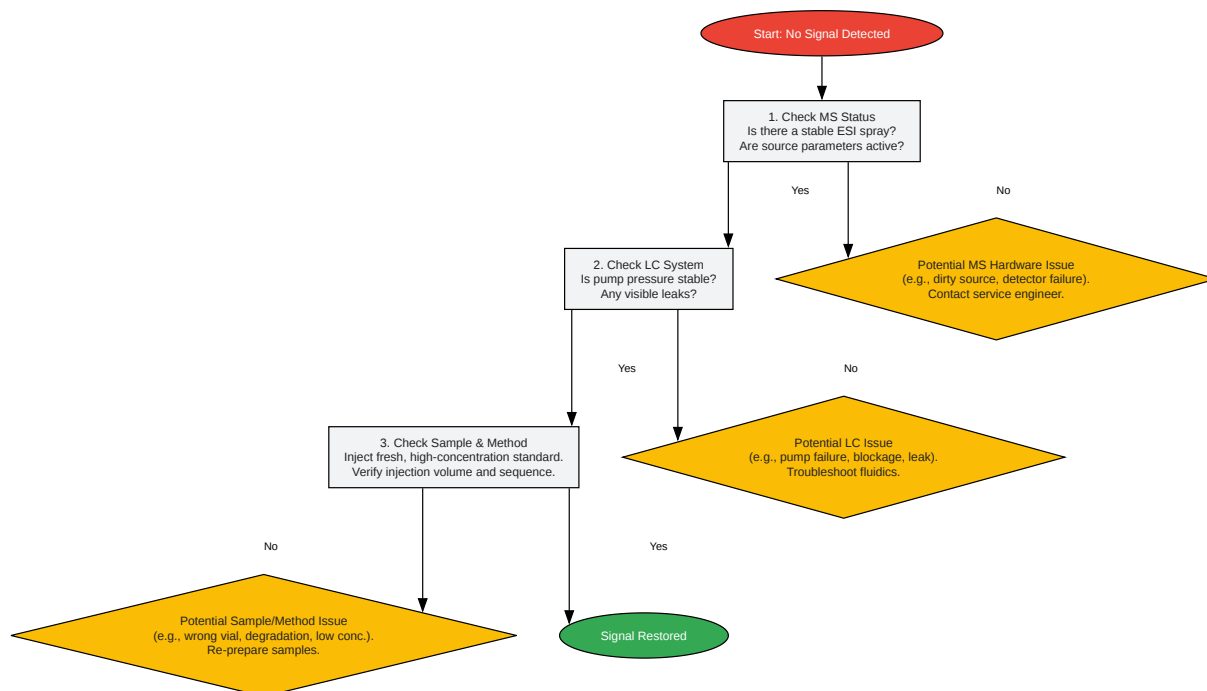 Start: No Signal Detected
1. Check MS Status
Is there a stable ESI spray?
Are source parameters active?
Yes
No
2. Check LC System
Is pump pressure stable?
Any visible leaks?
Potential MS Hardware Issue
(e.g., dirty source, detector failure).
Contact service engineer.
Yes
No
3. Check Sample & Method
Inject fresh, high-concentration standard.
Verify injection volume and sequence.
Potential LC Issue
(e.g., pump failure, blockage, leak).
Troubleshoot fluidics.
No
Yes
Potential Sample/Method Issue
(e.g., wrong vial, degradation, low conc.).
Re-prepare samples.
Signal Restored